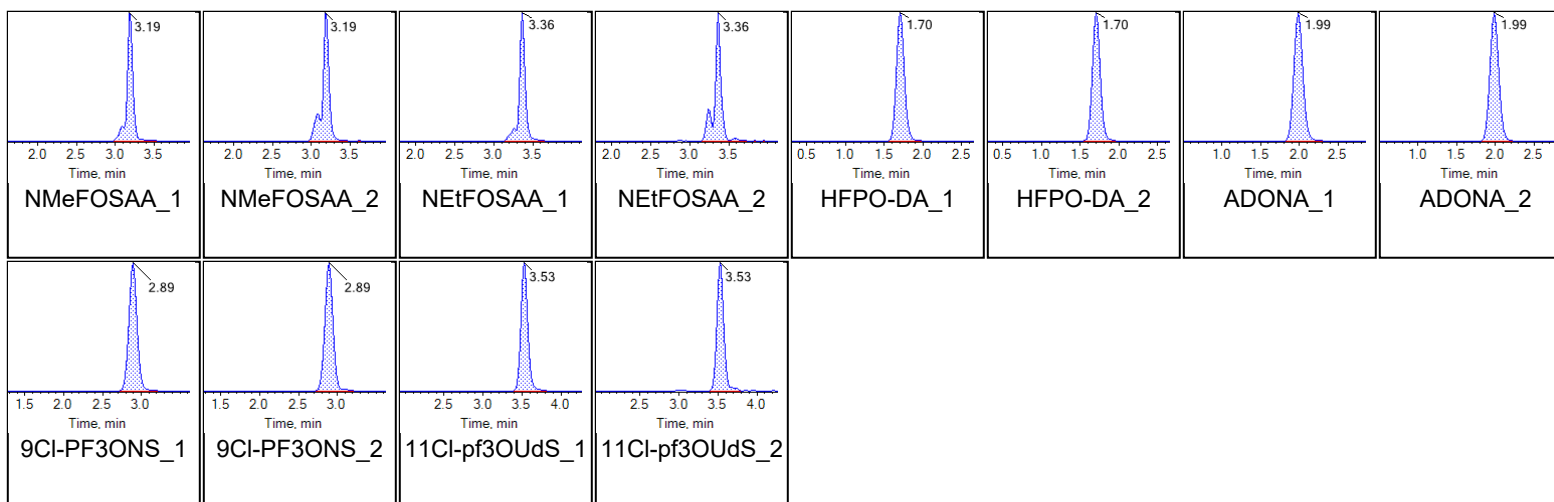 3.19
2.0 2.5 3.0 3.5
Time, min
NMeFOSAA_1
3.19
2.0 2.5 3.0 3.5
Time, min
NMeFOSAA_2
3.36
2.0 2.5 3.0 3.5
Time, min
NEtFOSAA_1
3.36
2.0 2.5 3.0 3.5
Time, min
NEtFOSAA_2
1.70
0.5 1.0 1.5 2.0 2.5
Time, min
HFPO-DA_1
1.70
0.5 1.0 1.5 2.0 2.5
Time, min
HFPO-DA_2
1.99
1.0 1.5 2.0 2.5
Time, min
ADONA_1
1.99
1.0 1.5 2.0 2.5
Time, min
ADONA_2
2.89
1.5 2.0 2.5 3.0
Time, min
9Cl-PF3ONS_1
2.89
1.5 2.0 2.5 3.0
Time, min
9Cl-PF3ONS_2
3.53
2.5 3.0 3.5 4.0
Time, min
11Cl-pf3OUdS_1
3.53
2.5 3.0 3.5 4.0
Time, min
11Cl-pf3OUdS_2